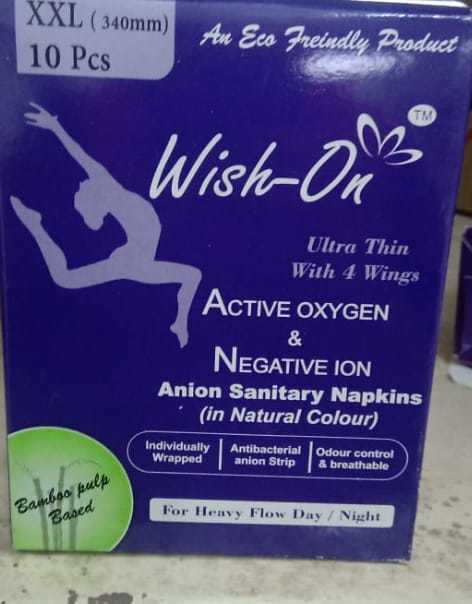 XXL ( 340mm)
10 Pcs
An Eco Freindly Product
Wish-On
TM
Ultra Thin
With 4 Wings
ACTIVE OXYGEN
&
NEGATIVE ION
Anion Sanitary Napkins
(in Natural Colour)
Individually
Wrapped
Antibacterial
anion Strip
Odour control
& breathable
Bamboo pulp
Based
For Heavy Flow Day / Night